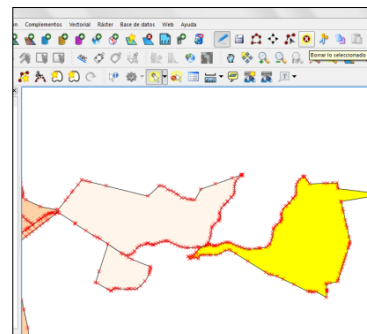 Complementos Vectorial Ráster Base de datos Web Ayuda
Borrar lo seleccionado